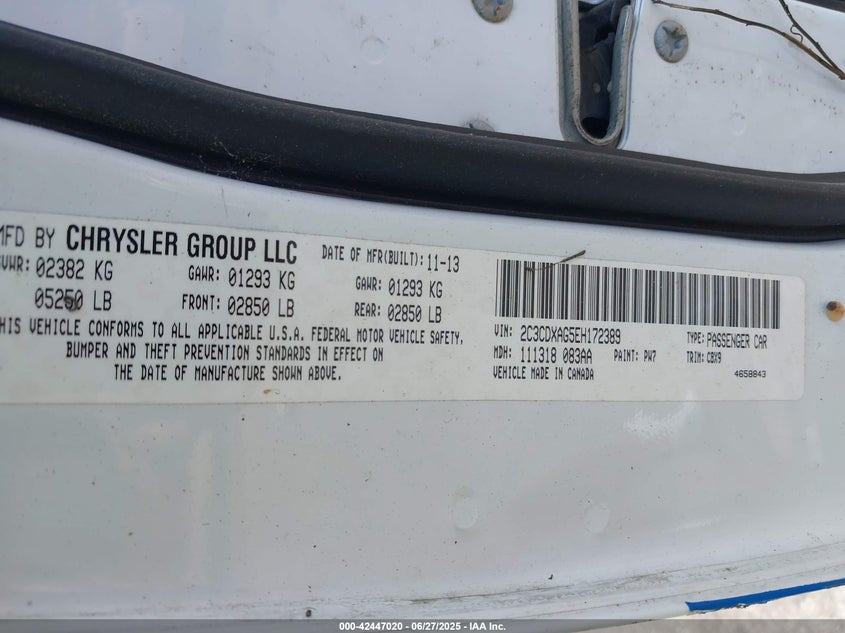 MFD BY CHRYSLER GROUP LLC DATE OF MFR(BUILT): 11-13
GVWR: 02382 KG GAWR: 01293 KG GAWR: 01293 KG
05250 LB FRONT: 02850 LB REAR: 02850 LB
THIS VEHICLE CONFORMS TO ALL APPLICABLE U.S.A. FEDERAL MOTOR VEHICLE SAFETY,
BUMPER AND THEFT PREVENTION STANDARDS IN EFFECT ON
THE DATE OF MANUFACTURE SHOWN ABOVE.
VIN: 2C3CDXAG5EH172389 TYPE: PASSENGER CAR
MDH: 111318 083AA PAINT: PW7 TRIM: CBX9
VEHICLE MADE IN CANADA 4658843
000-42447020 | 06/27/2025 - IAA Inc.